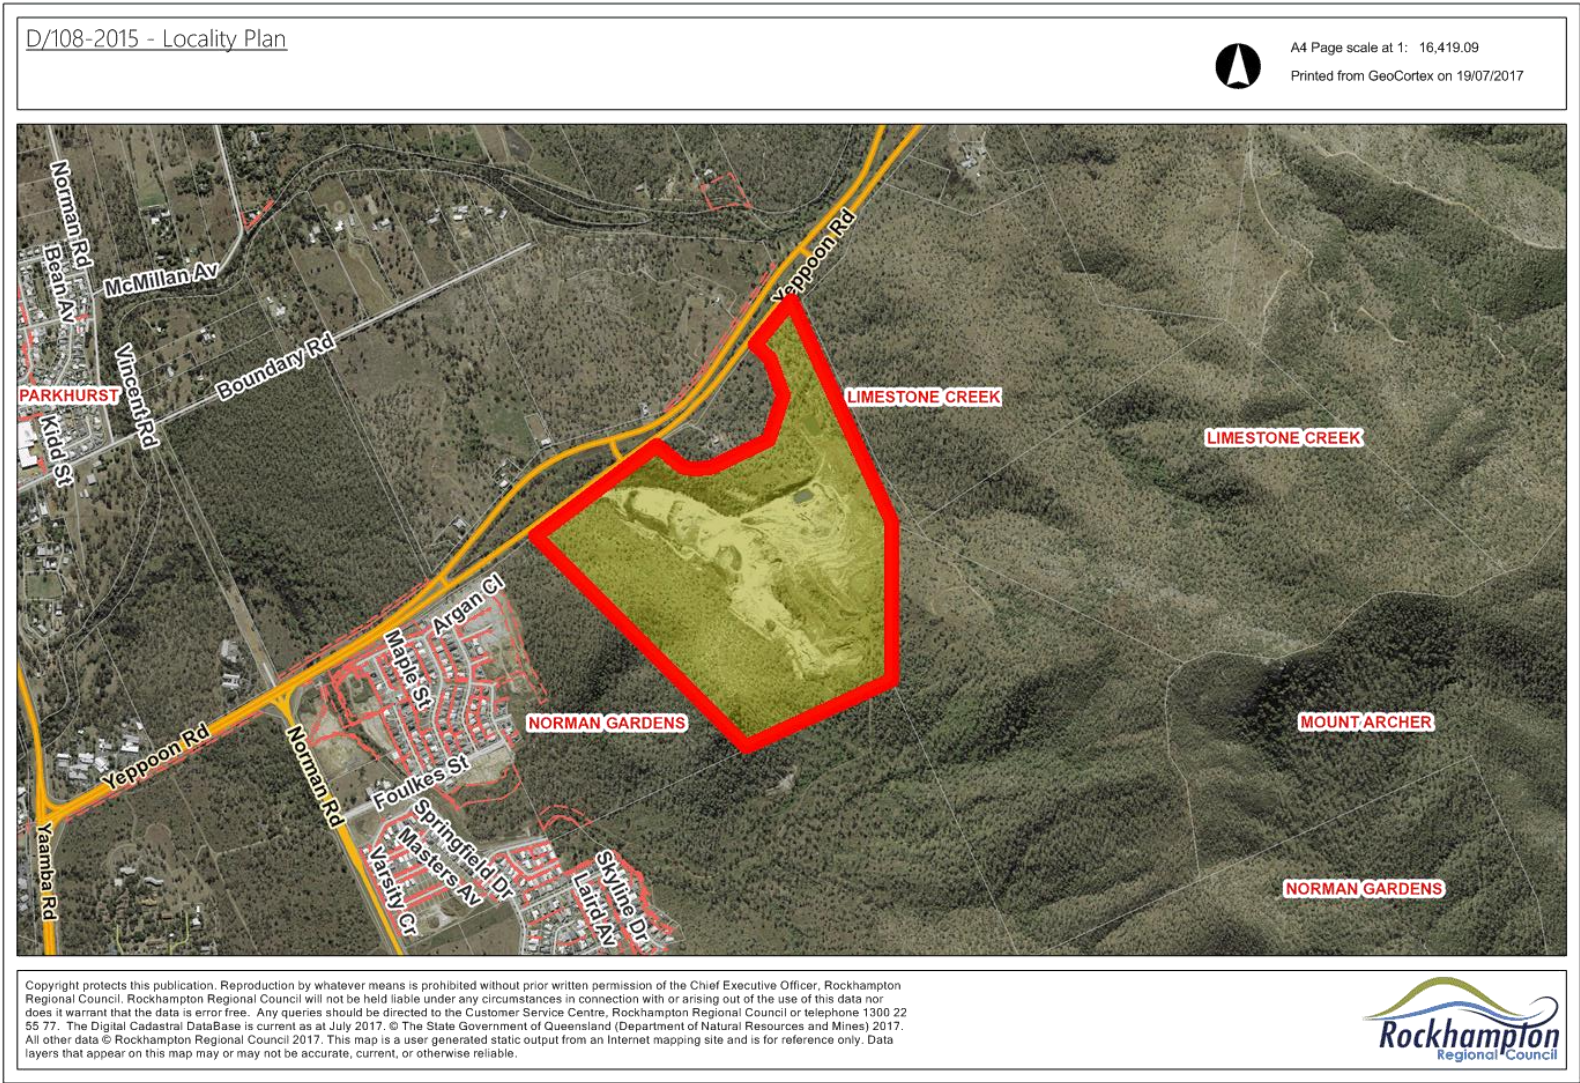 D/108-2015 - Locality Plan
A4 Page scale at 1: 16,419.09
Printed from GeoCortex on 19/07/2017
Norman Rd
Bean Av
McMillan Av
Yeppoon Rd
Vincent Rd
Boundary Rd
PARKHURST
LIMESTONE CREEK
Kidd St
LIMESTONE CREEK
Argan Cl
Maple St
NORMAN GARDENS
MOUNT ARCHER
Yeppoon Rd
Norman Rd
Foulkes St
Springfield Dr
Masters Av
Varsity Cr
Yaamba Rd
Skyline Dr
Laird Av
NORMAN GARDENS
Copyright protects this publication. Reproduction by whatever means is prohibited without prior written permission of the Chief Executive Officer, Rockhampton
Regional Council. Rockhampton Regional Council will not be held liable under any circumstances in connection with or arising out of the use of this data nor
does it warrant that the data is error free. Any queries should be directed to the Customer Service Centre, Rockhampton Regional Council or telephone 1300 22
55 77. The Digital Cadastral DataBase is current as at July 2017. © The State Government of Queensland (Department of Natural Resources and Mines) 2017.
All other data © Rockhampton Regional Council 2017. This map is a user generated static output from an Internet mapping site and is for reference only. Data
layers that appear on this map may or may not be accurate, current, or otherwise reliable.
Rockhampton
Regional Council